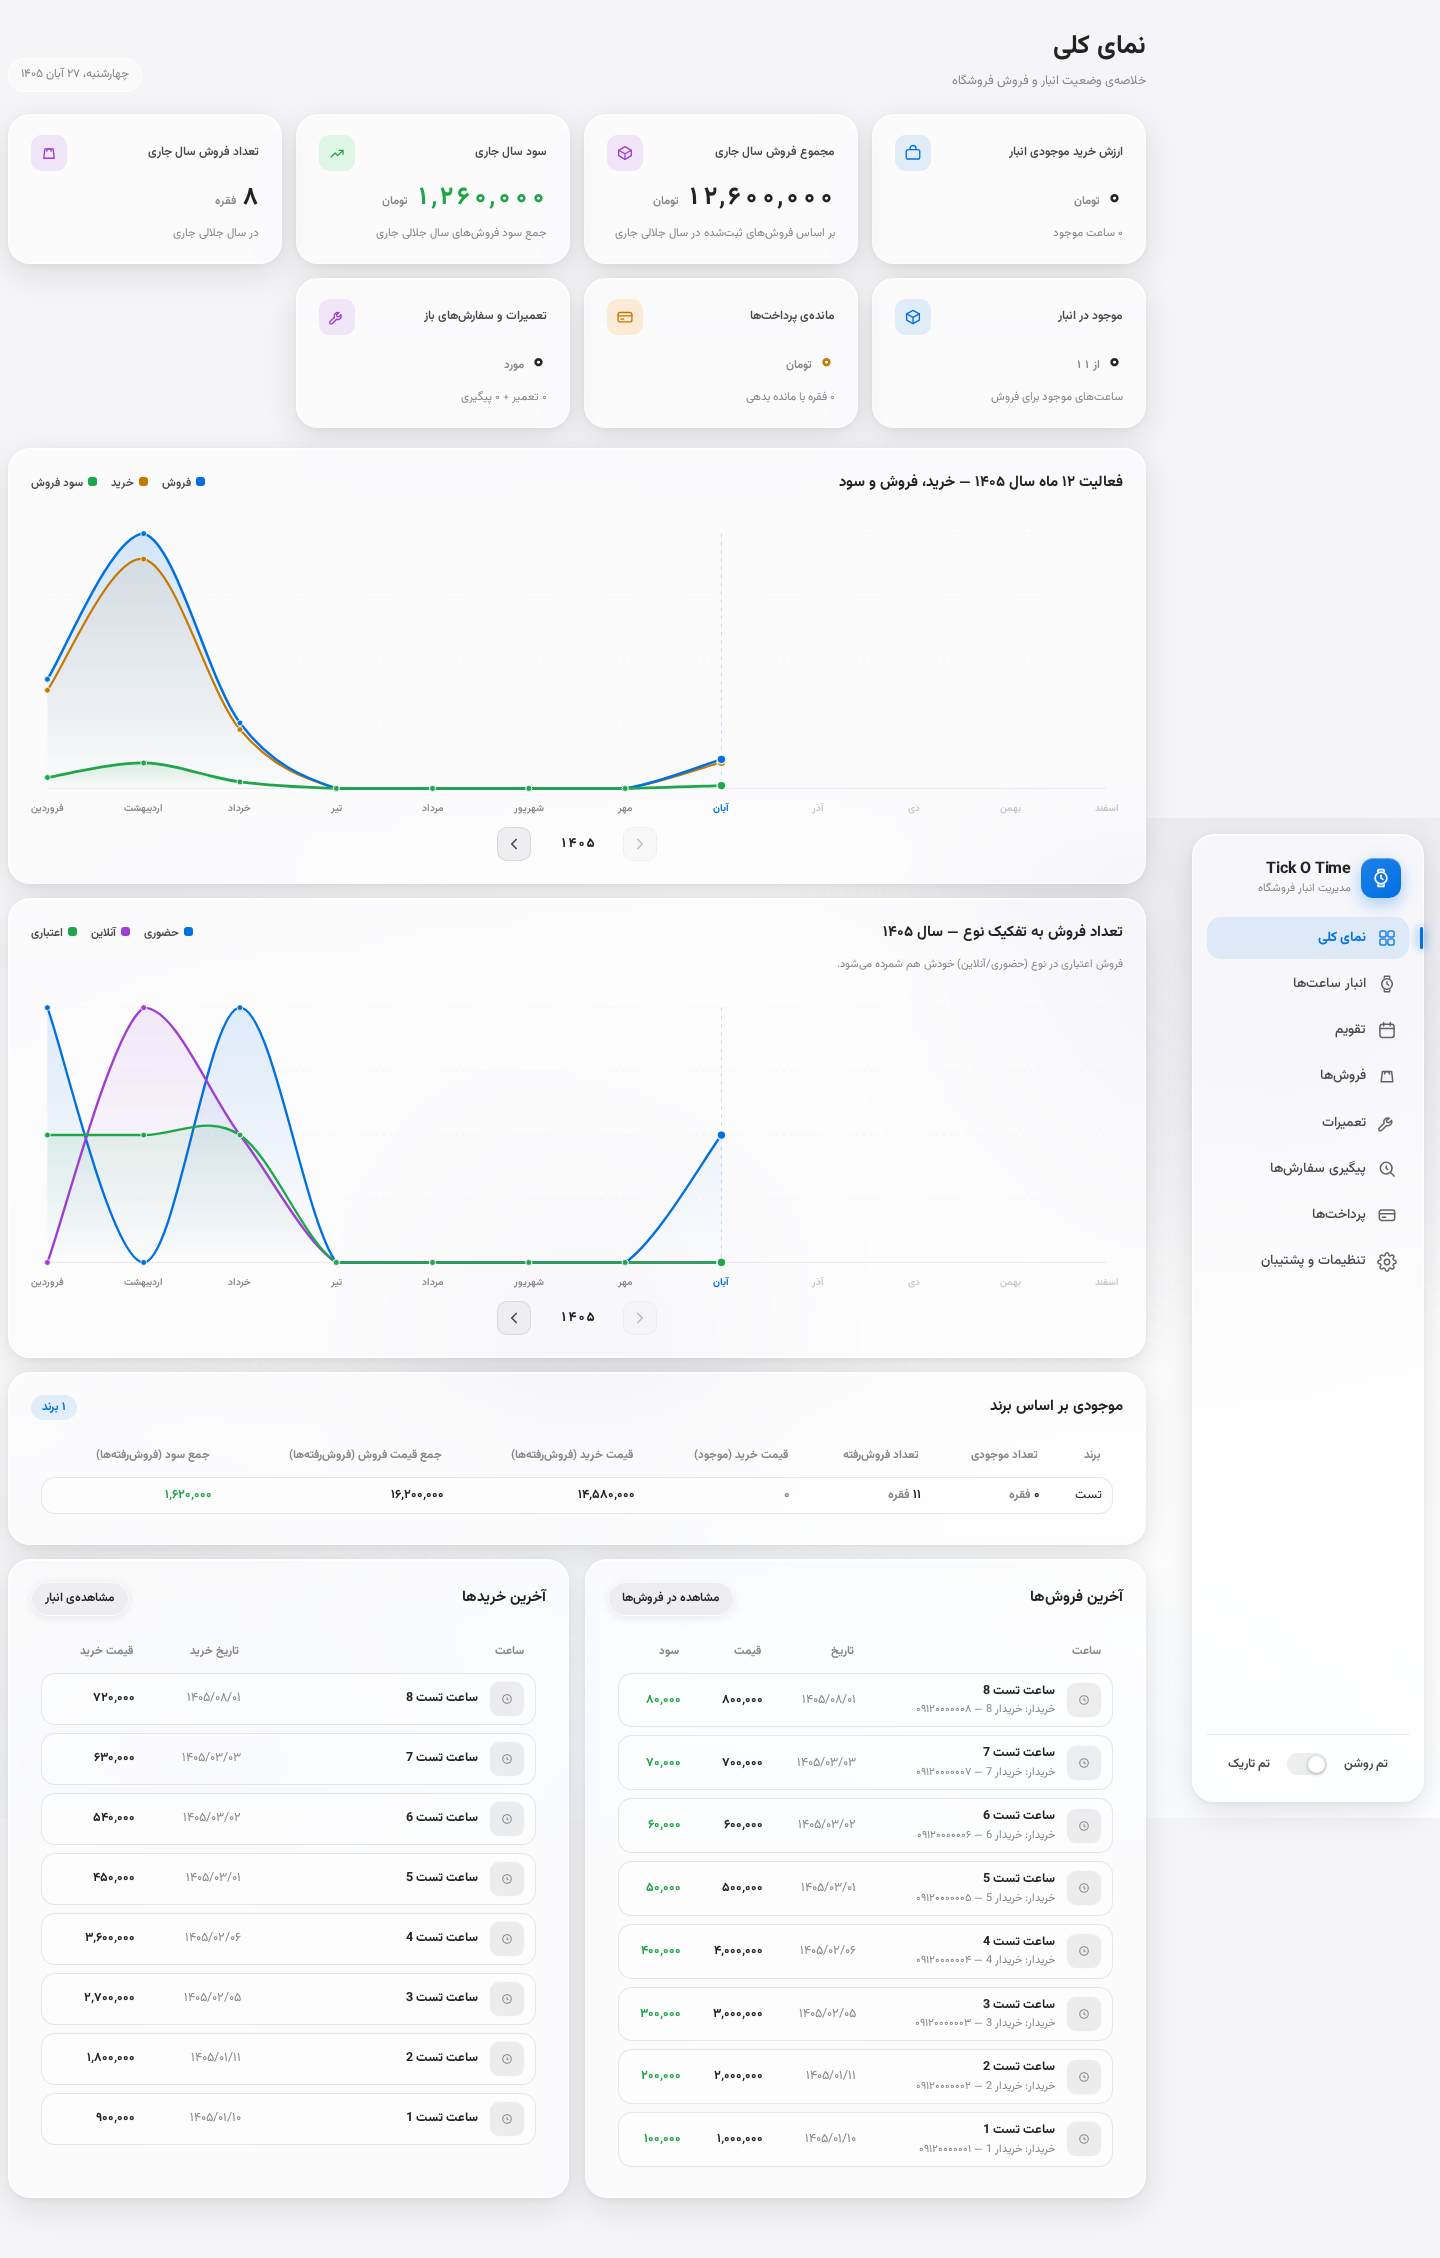 نمای کلی
خلاصه‌ی وضعیت انبار و فروش فروشگاه
چهارشنبه، ۲۷ آبان ۱۴۰۵
ارزش خرید موجودی انبار
۰ تومان
۰ ساعت موجود
مجموع فروش سال جاری
۱۲,۶۰۰,۰۰۰ تومان
بر اساس فروش‌های ثبت‌شده در سال جلالی جاری
سود سال جاری
۱,۲۶۰,۰۰۰ تومان
جمع سود فروش‌های سال جلالی جاری
تعداد فروش سال جاری
۸ فقره
در سال جلالی جاری
موجود در انبار
۰ از ۱۱
ساعت‌های موجود برای فروش
مانده‌ی پرداخت‌ها
۰ تومان
۰ فقره با مانده بدهی
تعمیرات و سفارش‌های باز
۰ مورد
۰ تعمیر + ۰ پیگیری
فعالیت ۱۲ ماه سال ۱۴۰۵ — خرید، فروش و سود
فروش خرید سود فروش
فروردین اردیبهشت خرداد تیر مرداد شهریور مهر آبان آذر دی بهمن اسفند
۱۴۰۵
تعداد فروش به تفکیک نوع — سال ۱۴۰۵
حضوری آنلاین اعتباری
فروش اعتباری در نوع (حضوری/آنلاین) خودش هم شمرده می‌شود.
فروردین اردیبهشت خرداد تیر مرداد شهریور مهر آبان آذر دی بهمن اسفند
۱۴۰۵
موجودی بر اساس برند
۱ برند
برند تعداد موجودی تعداد فروش‌رفته قیمت خرید (موجود) قیمت خرید (فروش‌رفته‌ها) جمع قیمت فروش (فروش‌رفته‌ها) جمع سود (فروش‌رفته‌ها)
تست ۰ فقره ۱۱ فقره ۰ ۱۴,۵۸۰,۰۰۰ ۱۶,۲۰۰,۰۰۰ ۱,۶۲۰,۰۰۰
آخرین فروش‌ها
مشاهده در فروش‌ها
ساعت تاریخ قیمت سود
ساعت تست 8 ۱۴۰۵/۰۸/۰۱ ۸۰۰,۰۰۰ ۸۰,۰۰۰
خریدار: خریدار 8 — ۰۹۱۲۰۰۰۰۰۰۸
ساعت تست 7 ۱۴۰۵/۰۳/۰۳ ۷۰۰,۰۰۰ ۷۰,۰۰۰
خریدار: خریدار 7 — ۰۹۱۲۰۰۰۰۰۰۷
ساعت تست 6 ۱۴۰۵/۰۳/۰۲ ۶۰۰,۰۰۰ ۶۰,۰۰۰
خریدار: خریدار 6 — ۰۹۱۲۰۰۰۰۰۰۶
ساعت تست 5 ۱۴۰۵/۰۳/۰۱ ۵۰۰,۰۰۰ ۵۰,۰۰۰
خریدار: خریدار 5 — ۰۹۱۲۰۰۰۰۰۰۵
ساعت تست 4 ۱۴۰۵/۰۲/۰۶ ۴,۰۰۰,۰۰۰ ۴۰۰,۰۰۰
خریدار: خریدار 4 — ۰۹۱۲۰۰۰۰۰۰۴
ساعت تست 3 ۱۴۰۵/۰۲/۰۵ ۳,۰۰۰,۰۰۰ ۳۰۰,۰۰۰
خریدار: خریدار 3 — ۰۹۱۲۰۰۰۰۰۰۳
ساعت تست 2 ۱۴۰۵/۰۱/۱۱ ۲,۰۰۰,۰۰۰ ۲۰۰,۰۰۰
خریدار: خریدار 2 — ۰۹۱۲۰۰۰۰۰۰۲
ساعت تست 1 ۱۴۰۵/۰۱/۱۰ ۱,۰۰۰,۰۰۰ ۱۰۰,۰۰۰
خریدار: خریدار 1 — ۰۹۱۲۰۰۰۰۰۰۱
آخرین خریدها
مشاهده‌ی انبار
ساعت تاریخ خرید قیمت خرید
ساعت تست 8 ۱۴۰۵/۰۸/۰۱ ۷۲۰,۰۰۰
ساعت تست 7 ۱۴۰۵/۰۳/۰۳ ۶۳۰,۰۰۰
ساعت تست 6 ۱۴۰۵/۰۳/۰۲ ۵۴۰,۰۰۰
ساعت تست 5 ۱۴۰۵/۰۳/۰۱ ۴۵۰,۰۰۰
ساعت تست 4 ۱۴۰۵/۰۲/۰۶ ۳,۶۰۰,۰۰۰
ساعت تست 3 ۱۴۰۵/۰۲/۰۵ ۲,۷۰۰,۰۰۰
ساعت تست 2 ۱۴۰۵/۰۱/۱۱ ۱,۸۰۰,۰۰۰
ساعت تست 1 ۱۴۰۵/۰۱/۱۰ ۹۰۰,۰۰۰
Tick O Time
مدیریت انبار فروشگاه
نمای کلی
انبار ساعت‌ها
تقویم
فروش‌ها
تعمیرات
پیگیری سفارش‌ها
پرداخت‌ها
تنظیمات و پشتیبان
تم روشن تم تاریک